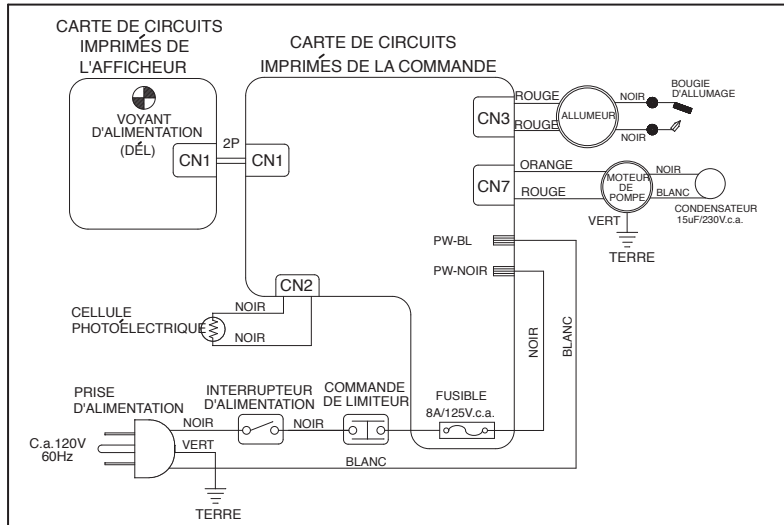 CARTE DE CIRCUITS
IMPRIMÉS DE
L'AFFICHEUR
CARTE DE CIRCUITS
IMPRIMÉS DE LA COMMANDE
VOYANT
D'ALIMENTATION
(DÉL)
CN1
2P
CN1
CN3
ROUGE
ROUGE
ALLUMEUR
NOIR
NOIR
BOUGIE
D'ALLUMAGE
CN7
ORANGE
ROUGE
MOTEUR
DE
POMPE
NOIR
BLANC
CONDENSATEUR
15uF/230V.c.a.
VERT
TERRE
PW-BL
PW-NOIR
NOIR
BLANC
CN2
NOIR
NOIR
CELLULE
PHOTOÉLECTRIQUE
PRISE
D'ALIMENTATION
INTERRUPTEUR
D'ALIMENTATION
COMMANDE
DE LIMITEUR
FUSIBLE
8A/125V.c.a.
NOIR
NOIR
C.a.120V
60Hz
VERT
BLANC
TERRE